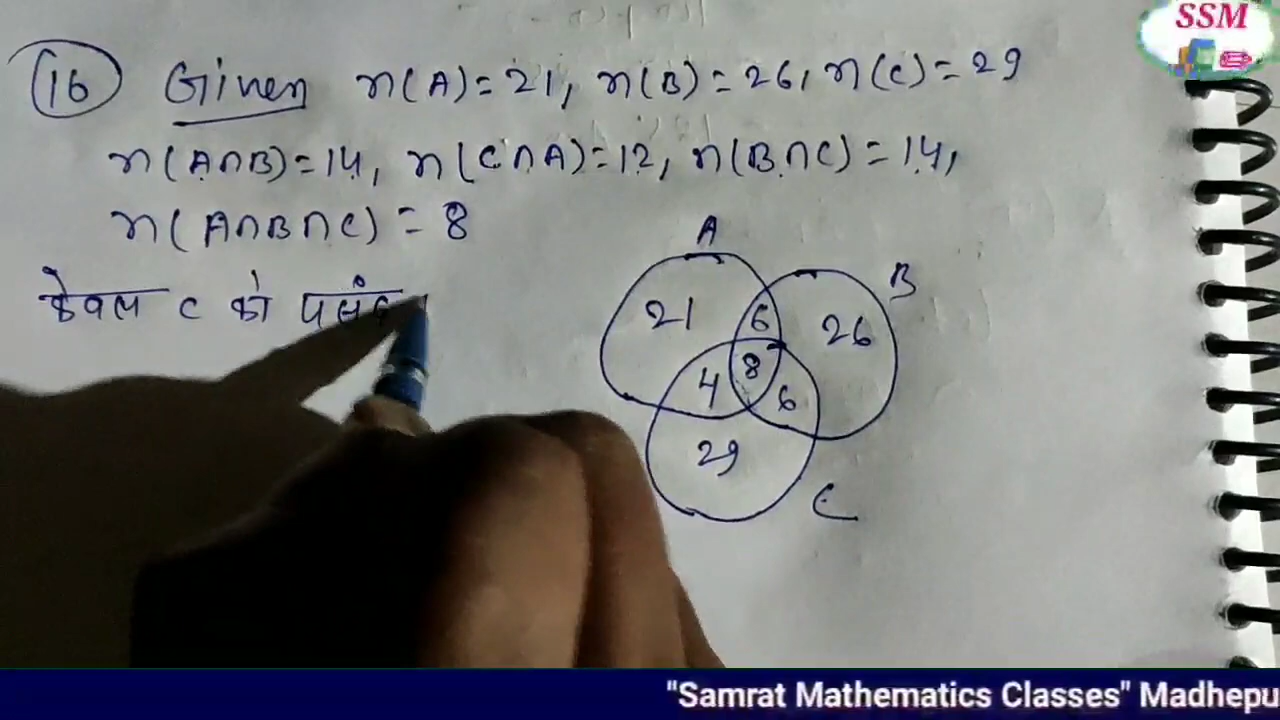 SSM
16 Given n(A)=21, n(B)=26, n(C)=29
n(A∩B)=14, n(C∩A)=12, n(B∩C)=14,
n(A∩B∩C)=8
केवल C को
A
B
21 6 26
8
4 6
29
C
"Samrat Mathematics Classes" Madhepu